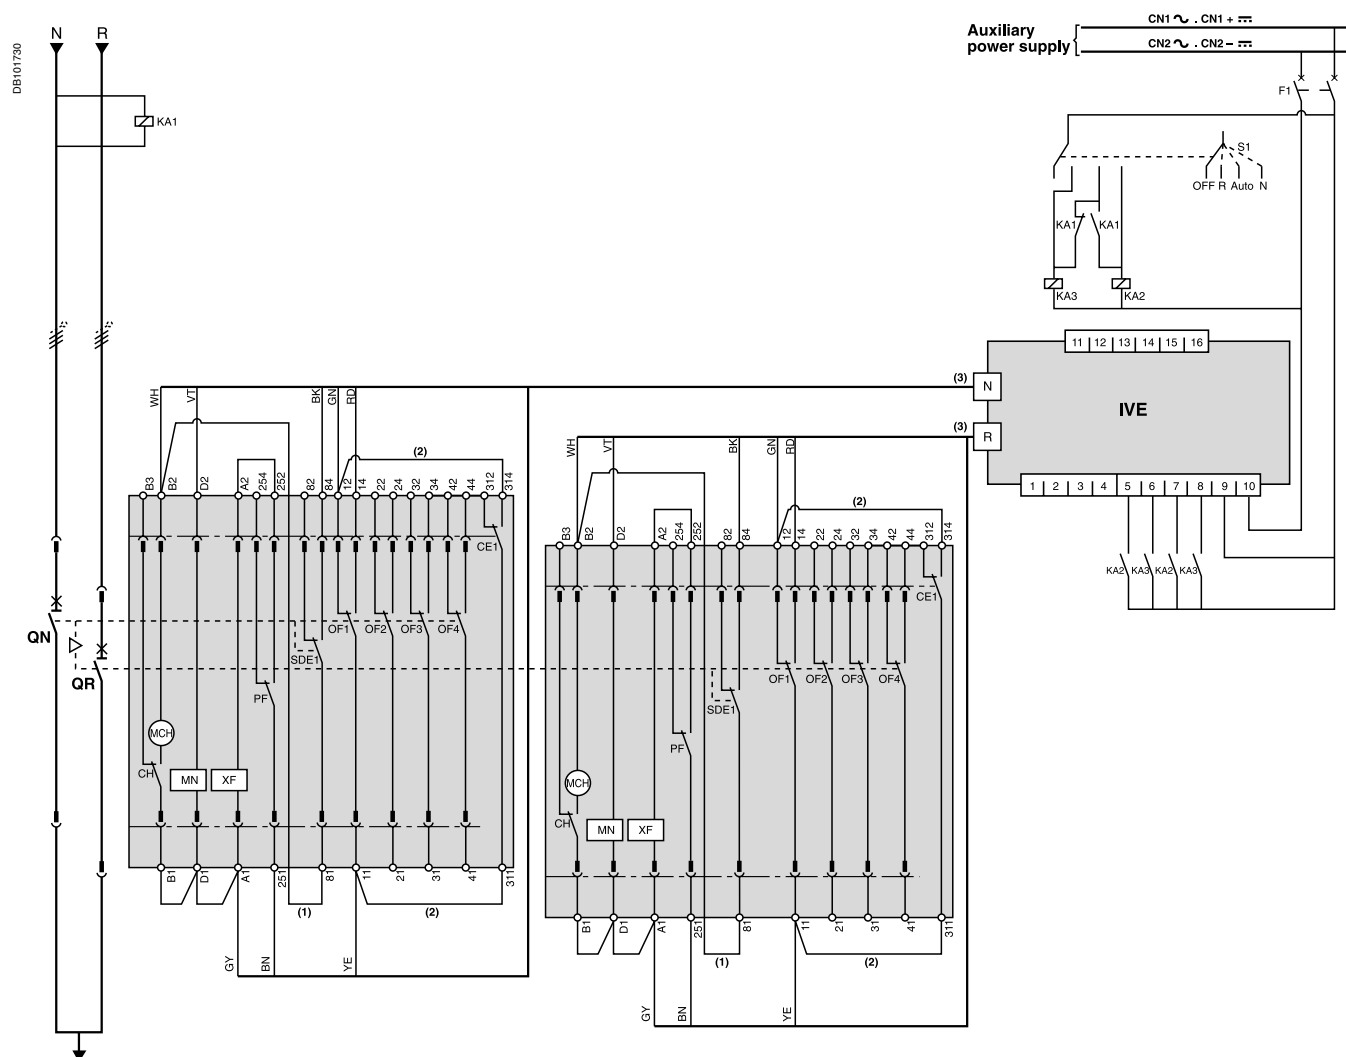 DB101730
N R
Auxiliary
power supply
CN1 ~ . CN1 + ⎓
CN2 ~ . CN2 – ⎓
F1
KA1
S1
OFF R Auto N
KA1 KA1
KA3 KA2
11 12 13 14 15 16
(3) N
IVE
(3) R
1 2 3 4 5 6 7 8 9 10
KA2 KA3 KA2 KA3
WH VT BK GN RD
(2)
B3 B2 D2 A2 254 252 82 84 12 14 22 24 32 34 42 44 312 314
CE1
QN
QR
OF1 OF2 OF3 OF4
SDE1
PF
MCH
CH
MN XF
B1 D1 A1 251 81 11 21 31 41 311
(1) (2)
GY BN YE
WH VT BK GN RD
(2)
B3 B2 D2 A2 254 252 82 84 12 14 22 24 32 34 42 44 312 314
CE1
OF1 OF2 OF3 OF4
SDE1
PF
MCH
CH
MN XF
B1 D1 A1 251 81 11 21 31 41 311
(1) (2)
GY BN YE